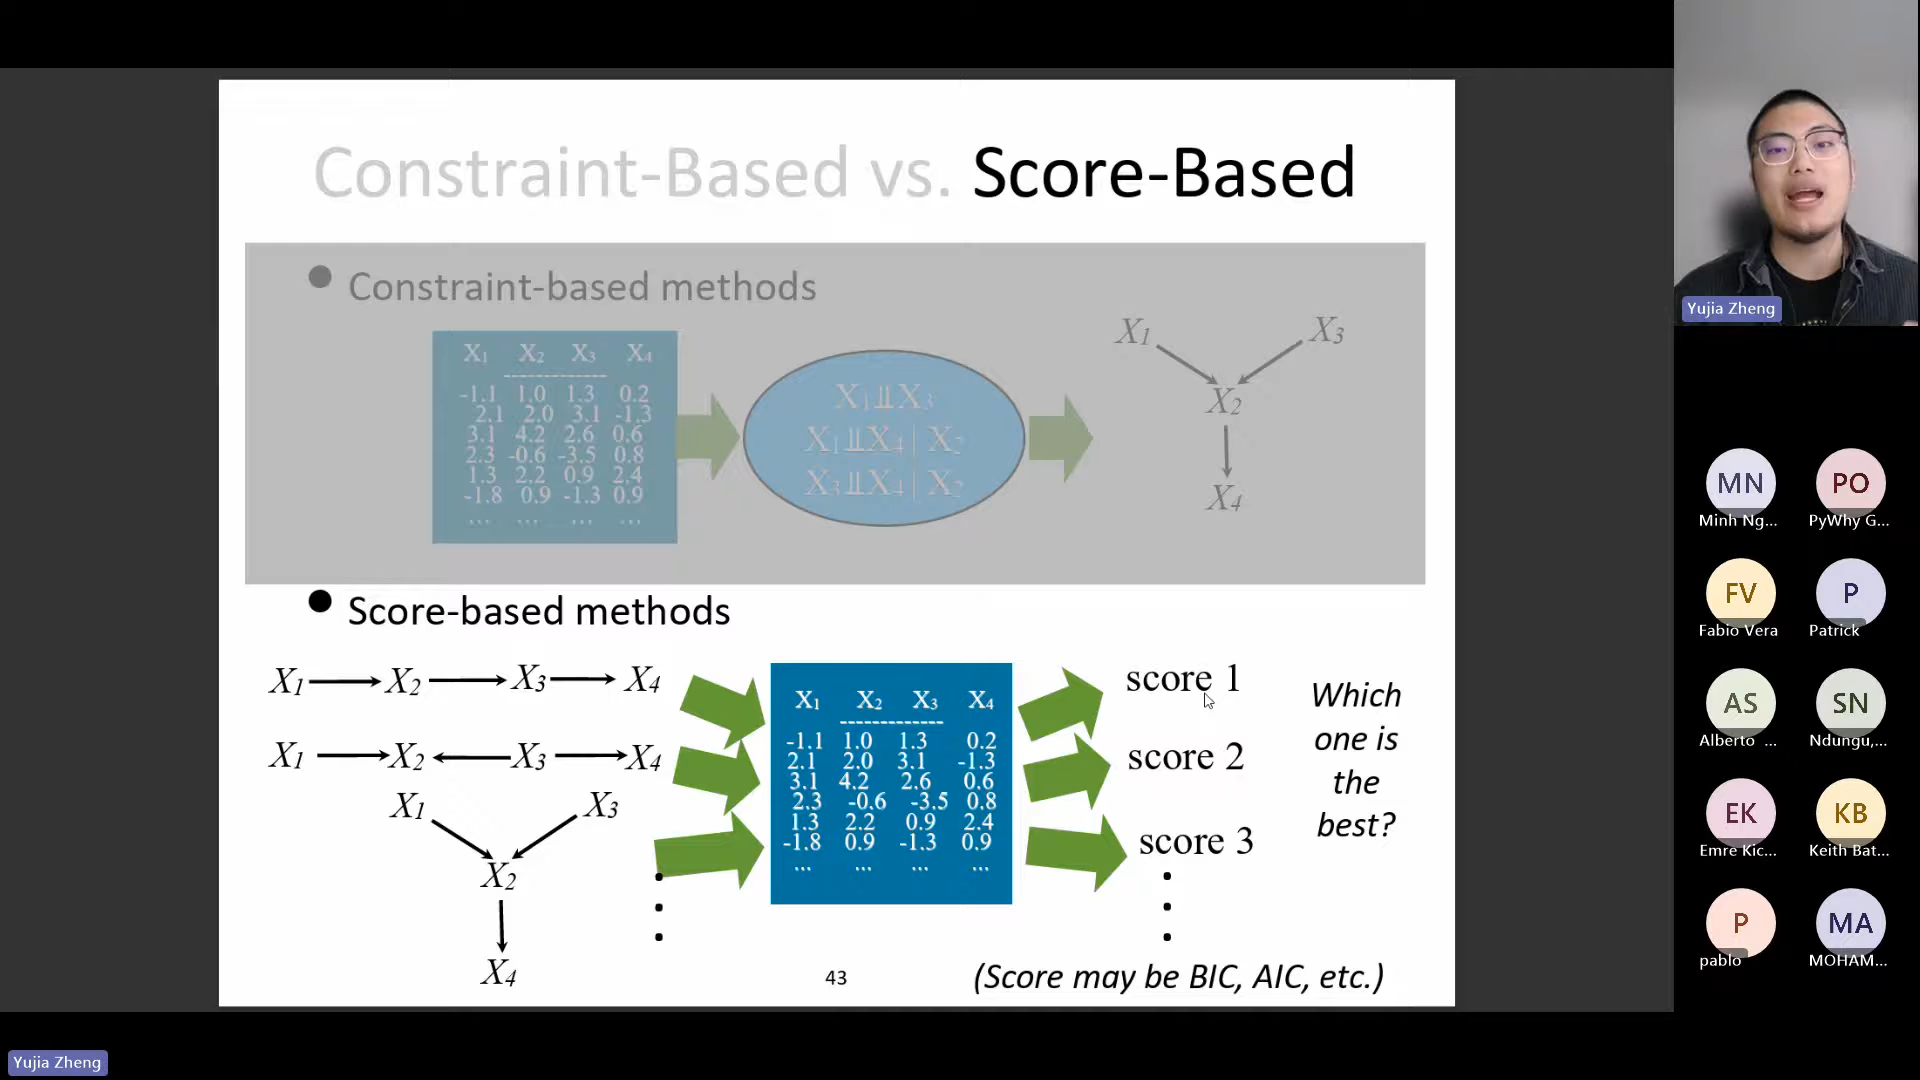 Constraint-Based vs. Score-Based
• Constraint-based methods
X1 X2 X3 X4
-------------
-1.1 1.0 1.3 0.2
2.1 2.0 3.1 -1.3
3.1 4.2 2.6 0.6
2.3 -0.6 -3.5 0.8
1.3 2.2 0.9 2.4
-1.8 0.9 -1.3 0.9
... ... ... ...
X1 ⫫ X3
X1 ⫫ X4 | X2
X3 ⫫ X4 | X2
X1 X3
X2
X4
• Score-based methods
X1 X2 X3 X4
X1 X2 X3 X4
X1 X3
X2
X4
X1 X2 X3 X4
-------------
-1.1 1.0 1.3 0.2
2.1 2.0 3.1 -1.3
3.1 4.2 2.6 0.6
2.3 -0.6 -3.5 0.8
1.3 2.2 0.9 2.4
-1.8 0.9 -1.3 0.9
... ... ... ...
score 1
score 2
score 3
Which
one is
the
best?
43
(Score may be BIC, AIC, etc.)
Yujia Zheng
MN
Minh Ng...
PO
PyWhy G...
FV
Fabio Vera
P
Patrick
AS
Alberto ...
SN
Ndungu,...
EK
Emre Kic...
KB
Keith Bat...
P
pablo
MA
MOHAM...
Yujia Zheng